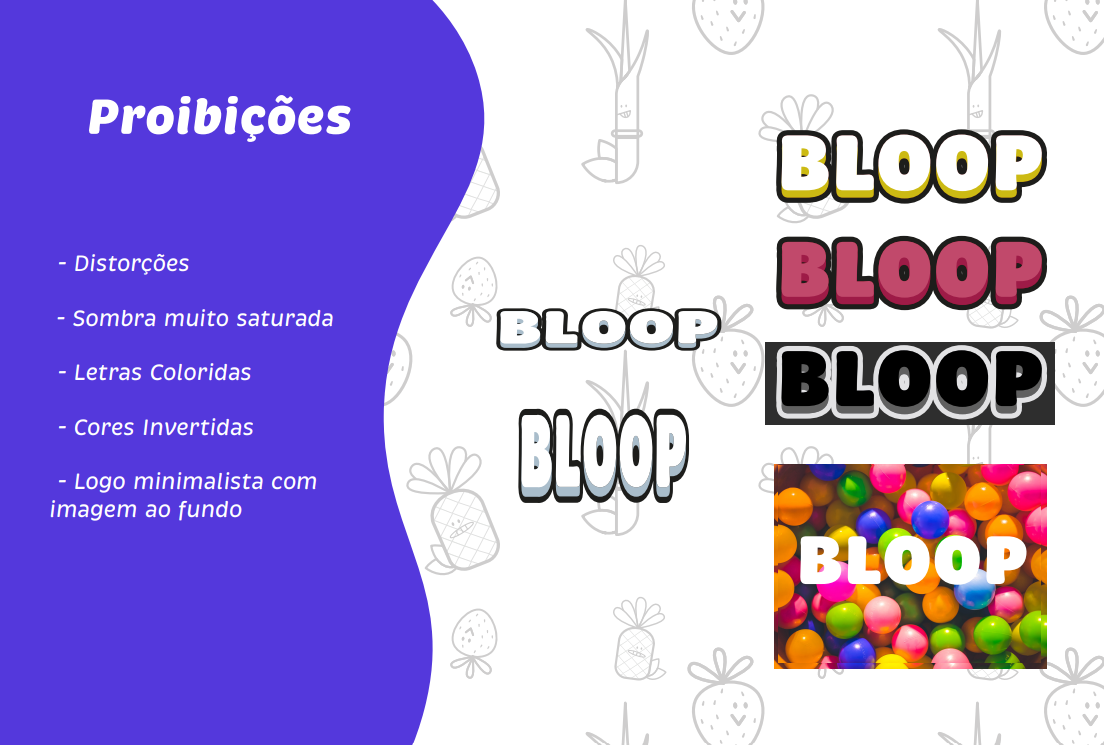 Proibições
- Distorções
- Sombra muito saturada
- Letras Coloridas
- Cores Invertidas
- Logo minimalista com
imagem ao fundo
BLOOP
BLOOP
BLOOP
BLOOP
BLOOP
BLOOP